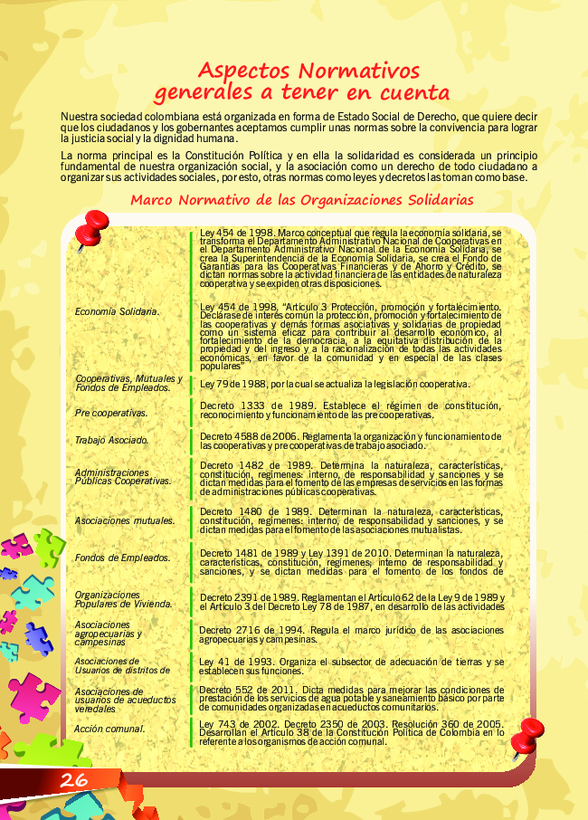 Aspectos Normativos
generales a tener en cuenta
Nuestra sociedad colombiana está organizada en forma de Estado Social de Derecho, que quiere decir
que los ciudadanos y los gobernantes aceptamos cumplir unas normas sobre la convivencia para lograr
la justicia social y la dignidad humana.
La norma principal es la Constitución Política y en ella la solidaridad es considerada un principio
fundamental de nuestra organización social, y la asociación como un derecho de todo ciudadano a
organizar sus actividades sociales, por esto, otras normas como leyes y decretos las toman como base.
Marco Normativo de las Organizaciones Solidarias
Economía Solidaria.
Ley 454 de 1998. Marco conceptual que regula la economía solidaria, se
transforma el Departamento Administrativo Nacional de Cooperativas en
el Departamento Administrativo Nacional de la Economía Solidaria, se
crea la Superintendencia de la Economía Solidaria, se crea el Fondo de
Garantías para las Cooperativas Financieras y de Ahorro y Crédito, se
dictan normas sobre la actividad financiera de las entidades de naturaleza
cooperativa y se expiden otras disposiciones.
Ley 454 de 1998, "Artículo 3 Protección, promoción y fortalecimiento.
Declárase de interés común la protección, promoción y fortalecimiento de
las cooperativas y demás formas asociativas y solidarias de propiedad
como un sistema eficaz para contribuir al desarrollo económico, al
fortalecimiento de la democracia, a la equitativa distribución de la
propiedad y del ingreso y a la racionalización de todas las actividades
económicas, en favor de la comunidad y en especial de las clases
populares"
Cooperativas, Mutuales y
Fondos de Empleados.
Ley 79 de 1988, por la cual se actualiza la legislación cooperativa.
Pre cooperativas.
Decreto 1333 de 1989. Establece el régimen de constitución,
reconocimiento y funcionamiento de las pre cooperativas.
Trabajo Asociado.
Decreto 4588 de 2006. Reglamenta la organización y funcionamiento de
las cooperativas y pre cooperativas de trabajo asociado.
Administraciones
Públicas Cooperativas.
Decreto 1482 de 1989. Determina la naturaleza, características,
constitución, regímenes: interno, de responsabilidad y sanciones y se
dictan medidas para el fomento de las empresas de servicios en las formas
de administraciones públicas cooperativas.
Asociaciones mutuales.
Decreto 1480 de 1989. Determinan la naturaleza, características,
constitución, regímenes: interno, de responsabilidad y sanciones, y se
dictan medidas para el fomento de las asociaciones mutualistas.
Fondos de Empleados.
Decreto 1481 de 1989 y Ley 1391 de 2010. Determinan la naturaleza,
características, constitución, regímenes; interno de responsabilidad y
sanciones, y se dictan medidas para el fomento de los fondos de
Organizaciones
Populares de Vivienda.
Decreto 2391 de 1989. Reglamentan el Artículo 62 de la Ley 9 de 1989 y
el Artículo 3 del Decreto Ley 78 de 1987, en desarrollo de las actividades
Asociaciones
agropecuarias y
campesinas
Decreto 2716 de 1994. Regula el marco jurídico de las asociaciones
agropecuarias y campesinas.
Asociaciones de
Usuarios de distritos de
Ley 41 de 1993. Organiza el subsector de adecuación de tierras y se
establecen sus funciones.
Asociaciones de
usuarios de acueductos
veredales
Decreto 552 de 2011. Dicta medidas para mejorar las condiciones de
prestación de los servicios de agua potable y saneamiento básico por parte
de comunidades organizadas en acueductos comunitarios.
Acción comunal.
Ley 743 de 2002. Decreto 2350 de 2003. Resolución 360 de 2005.
Desarrollan el Artículo 38 de la Constitución Política de Colombia en lo
referente a los organismos de acción comunal.
26